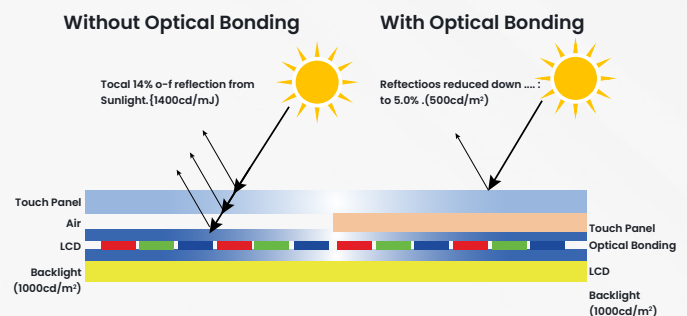 Without Optical Bonding
With Optical Bonding
Tocal 14% o-f reflection from
Sunlight.{1400cd/mJ)
Reftectioos reduced down .... :
to 5.0% .(500cd/m²)
Touch Panel
Air
LCD
Backlight
(1000cd/m²)
Touch Panel
Optical Bonding
LCD
Backlight
(1000cd/m²)